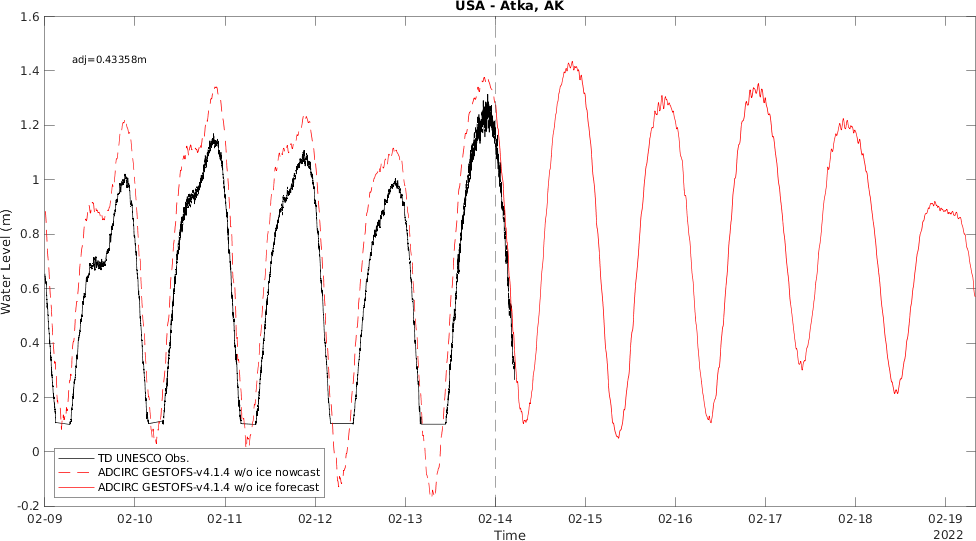 USA - Atka, AK
adj=0.43358m
1.6
1.4
1.2
1
0.8
0.6
0.4
0.2
0
-0.2
Water Level (m)
TD UNESCO Obs.
ADCIRC GESTOFS-v4.1.4 w/o ice nowcast
ADCIRC GESTOFS-v4.1.4 w/o ice forecast
02-09 02-10 02-11 02-12 02-13 02-14 02-15 02-16 02-17 02-18 02-19
Time
2022